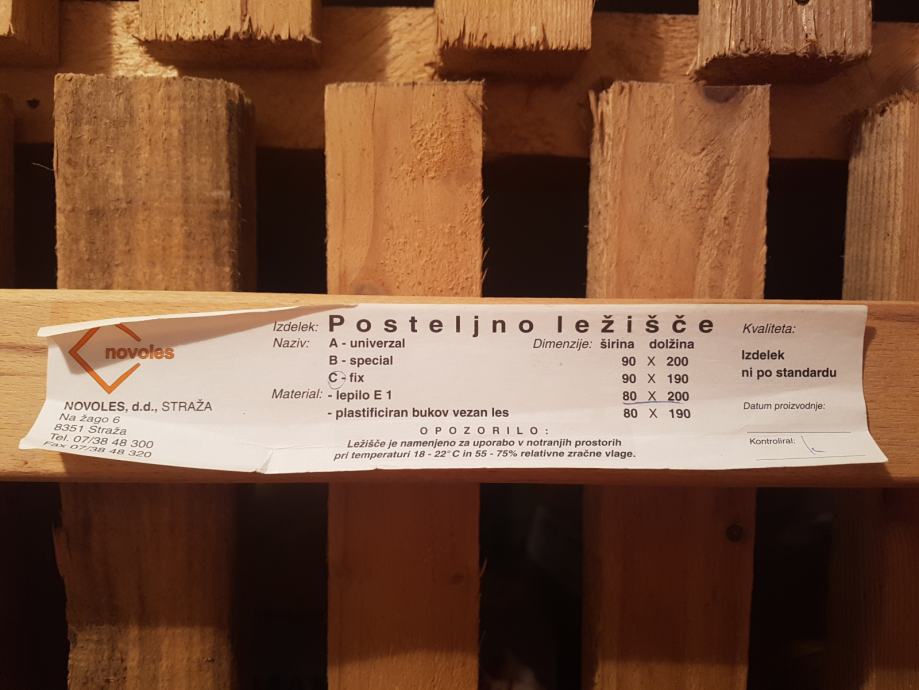 novoles
NOVOLES, d.d., STRAŽA
Na žago 6
8351 Straža
Tel. 07/38 48 300
Fax 07/38 48 320
Izdelek: Posteljno ležišče
Naziv: A - univerzal
B - special
C - fix
Material: - lepilo E 1
- plastificiran bukov vezan les
Dimenzije: širina dolžina
90 X 200
90 X 190
80 X 200
80 X 190
OPOZORILO:
Ležišče je namenjeno za uporabo v notranjih prostorih
pri temperaturi 18 - 22° C in 55 - 75% relativne zračne vlage.
Kvaliteta:
Izdelek
ni po standardu
Datum proizvodnje:
Kontroliral: